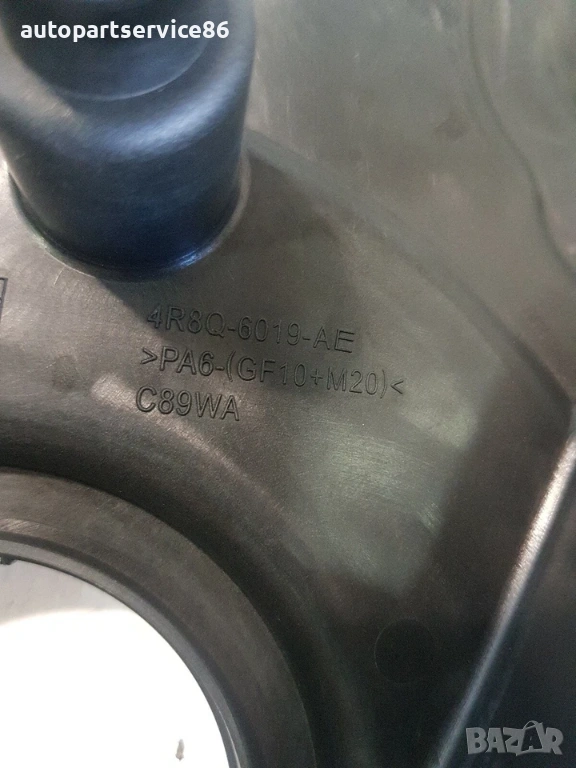 autopartservice86
4R8Q-6019-AE
>PA6-(GF10+M20)<
C89WA
BAZAR